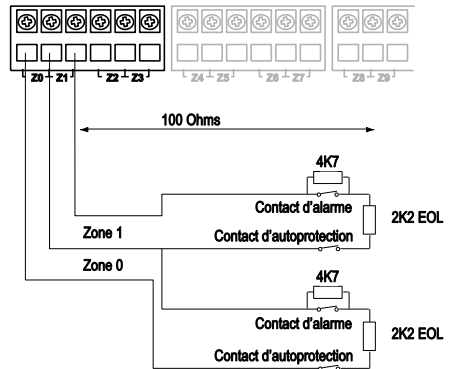 Z0 Z1 Z2 Z3 Z4 Z5 Z6 Z7 Z8 Z9
100 Ohms
4K7
Contact d'alarme
2K2 EOL
Zone 1
Contact d'autoprotection
Zone 0
4K7
Contact d'alarme
2K2 EOL
Contact d'autoprotection